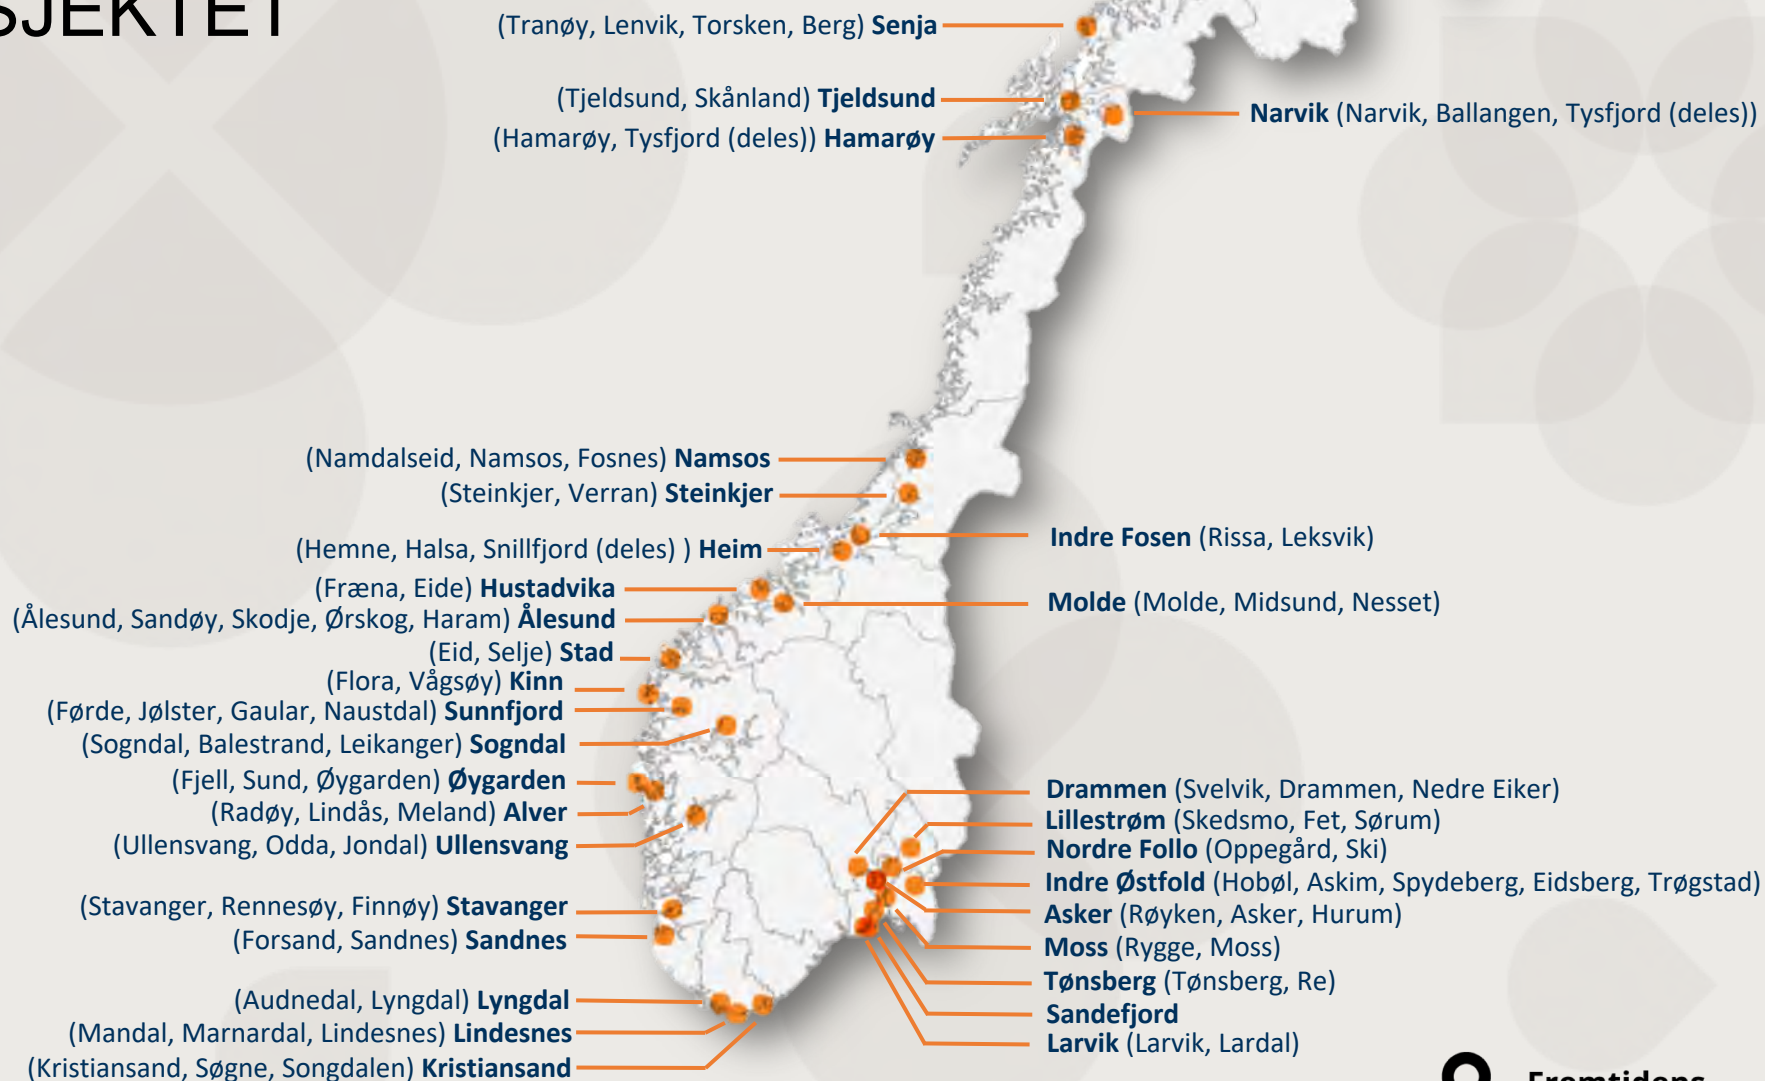 SJEKTET
(Tranøy, Lenvik, Torsken, Berg) Senja
(Tjeldsund, Skånland) Tjeldsund
Narvik (Narvik, Ballangen, Tysfjord (deles))
(Hamarøy, Tysfjord (deles)) Hamarøy
(Namdalseid, Namsos, Fosnes) Namsos
(Steinkjer, Verran) Steinkjer
Indre Fosen (Rissa, Leksvik)
(Hemne, Halsa, Snillfjord (deles) ) Heim
(Fræna, Eide) Hustadvika
Molde (Molde, Midsund, Nesset)
(Ålesund, Sandøy, Skodje, Ørskog, Haram) Ålesund
(Eid, Selje) Stad
(Flora, Vågsøy) Kinn
(Førde, Jølster, Gaular, Naustdal) Sunnfjord
(Sogndal, Balestrand, Leikanger) Sogndal
(Fjell, Sund, Øygarden) Øygarden
(Radøy, Lindås, Meland) Alver
(Ullensvang, Odda, Jondal) Ullensvang
(Stavanger, Rennesøy, Finnøy) Stavanger
(Forsand, Sandnes) Sandnes
(Audnedal, Lyngdal) Lyngdal
(Mandal, Marnardal, Lindesnes) Lindesnes
(Kristiansand, Søgne, Songdalen) Kristiansand
Drammen (Svelvik, Drammen, Nedre Eiker)
Lillestrøm (Skedsmo, Fet, Sørum)
Nordre Follo (Oppegård, Ski)
Indre Østfold (Hobøl, Askim, Spydeberg, Eidsberg, Trøgstad)
Asker (Røyken, Asker, Hurum)
Moss (Rygge, Moss)
Tønsberg (Tønsberg, Re)
Sandefjord
Larvik (Larvik, Lardal)
Fremtidens